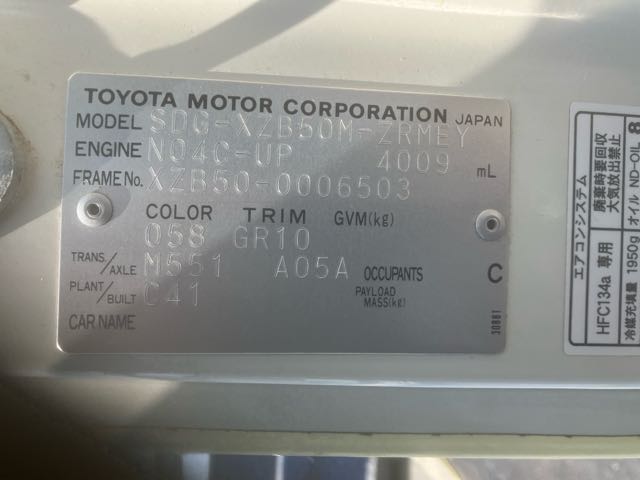 TOYOTA MOTOR CORPORATION JAPAN
MODEL SDG-XZB50M-ZRMEY
ENGINE N04C-UP 4009 mL
FRAME No. XZB50-0006503
COLOR TRIM GVM(kg)
058 GR10
TRANS/AXLE M551 A05A OCCUPANTS C
PLANT/BUILT C41 PAYLOAD MASS(kg)
CAR NAME
30881
エアコンシステム
廃棄時要回収
大気放出禁止
HFC134a 専用
冷媒充填量 1950g
オイル ND-OIL 8